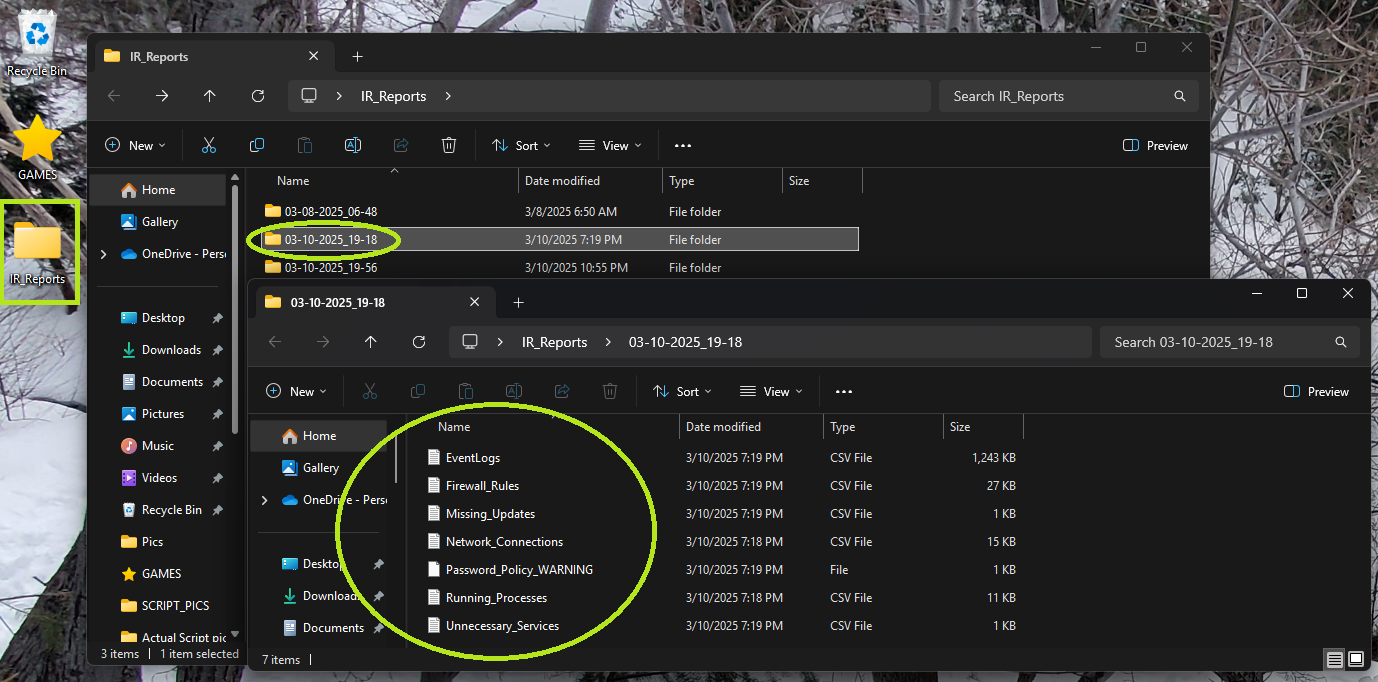 Recycle Bin
GAMES
IR_Reports
IR_Reports
IR_Reports
Search IR_Reports
New
Sort
View
Preview
Name Date modified Type Size
03-08-2025_06-48 3/8/2025 6:50 AM File folder
03-10-2025_19-18 3/10/2025 7:19 PM File folder
03-10-2025_19-56 3/10/2025 10:55 PM File folder
Home
Gallery
OneDrive - Perso
Desktop
Downloads
Documents
Pictures
Music
Videos
Recycle Bin
Pics
GAMES
SCRIPT_PICS
Actual Script pic
3 items 1 item selected
03-10-2025_19-18
IR_Reports 03-10-2025_19-18
Search 03-10-2025_19-18
New
Sort
View
Preview
Home
Gallery
OneDrive - Perso
Desktop
Downloads
Documents
Name Date modified Type Size
EventLogs 3/10/2025 7:19 PM CSV File 1,243 KB
Firewall_Rules 3/10/2025 7:19 PM CSV File 27 KB
Missing_Updates 3/10/2025 7:19 PM CSV File 1 KB
Network_Connections 3/10/2025 7:18 PM CSV File 15 KB
Password_Policy_WARNING 3/10/2025 7:19 PM File 1 KB
Running_Processes 3/10/2025 7:18 PM CSV File 11 KB
Unnecessary_Services 3/10/2025 7:19 PM CSV File 1 KB
7 items